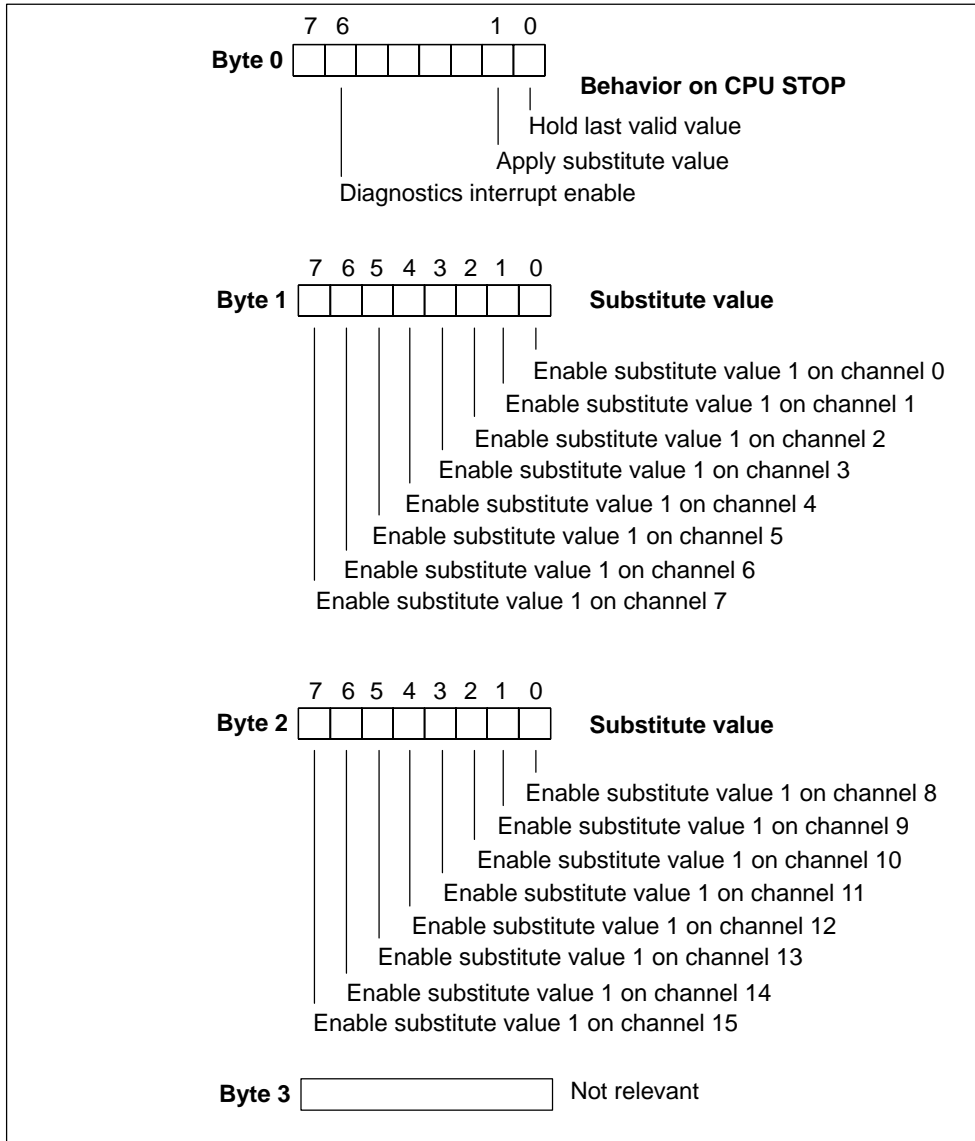 7 6 1 0
Byte 0
Behavior on CPU STOP
Hold last valid value
Apply substitute value
Diagnostics interrupt enable
7 6 5 4 3 2 1 0
Byte 1 Substitute value
Enable substitute value 1 on channel 0
Enable substitute value 1 on channel 1
Enable substitute value 1 on channel 2
Enable substitute value 1 on channel 3
Enable substitute value 1 on channel 4
Enable substitute value 1 on channel 5
Enable substitute value 1 on channel 6
Enable substitute value 1 on channel 7
7 6 5 4 3 2 1 0
Byte 2 Substitute value
Enable substitute value 1 on channel 8
Enable substitute value 1 on channel 9
Enable substitute value 1 on channel 10
Enable substitute value 1 on channel 11
Enable substitute value 1 on channel 12
Enable substitute value 1 on channel 13
Enable substitute value 1 on channel 14
Enable substitute value 1 on channel 15
Byte 3 Not relevant